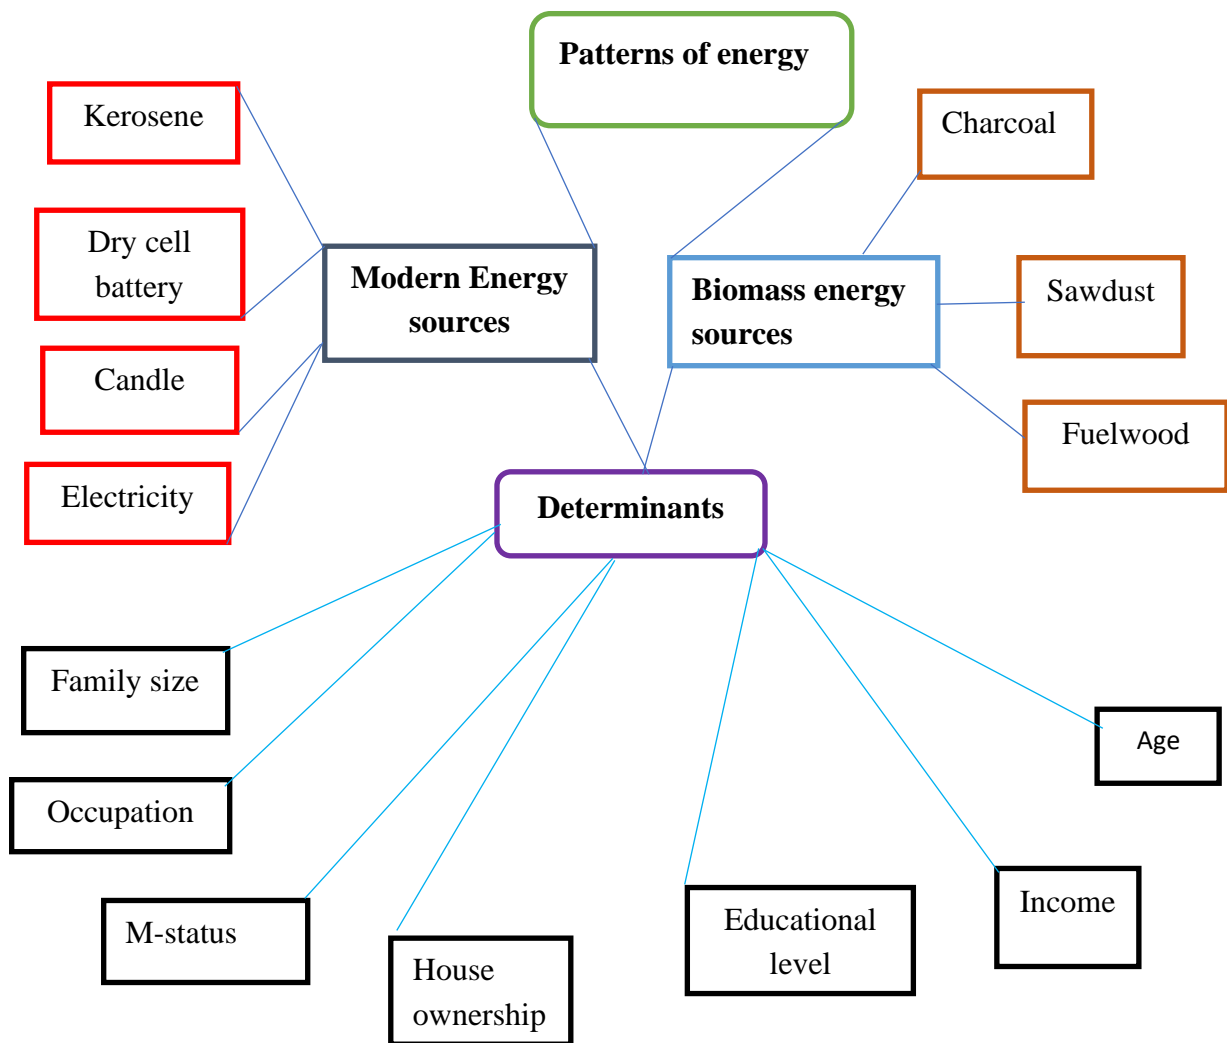 Patterns of energy
Kerosene
Charcoal
Dry cell
battery
Modern Energy
sources
Biomass energy
sources
Sawdust
Candle
Fuelwood
Electricity
Determinants
Family size
Age
Occupation
M-status
House
ownership
Educational
level
Income